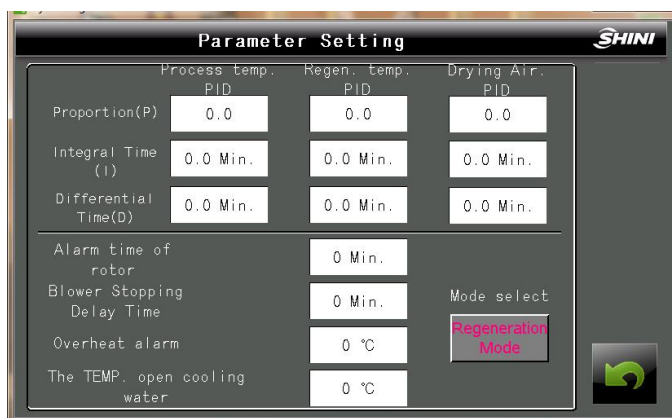 Parameter Setting
SHINI
Process temp. Regen. temp. Drying Air.
PID PID PID
Proportion(P) 0.0 0.0 0.0
Integral Time
(I) 0.0 Min. 0.0 Min. 0.0 Min.
Differential
Time(D) 0.0 Min. 0.0 Min. 0.0 Min.
Alarm time of
rotor 0 Min.
Blower Stopping
Delay Time 0 Min.
Mode select
Overheat alarm 0 °C
Regeneration
Mode
The TEMP. open cooling
water 0 °C